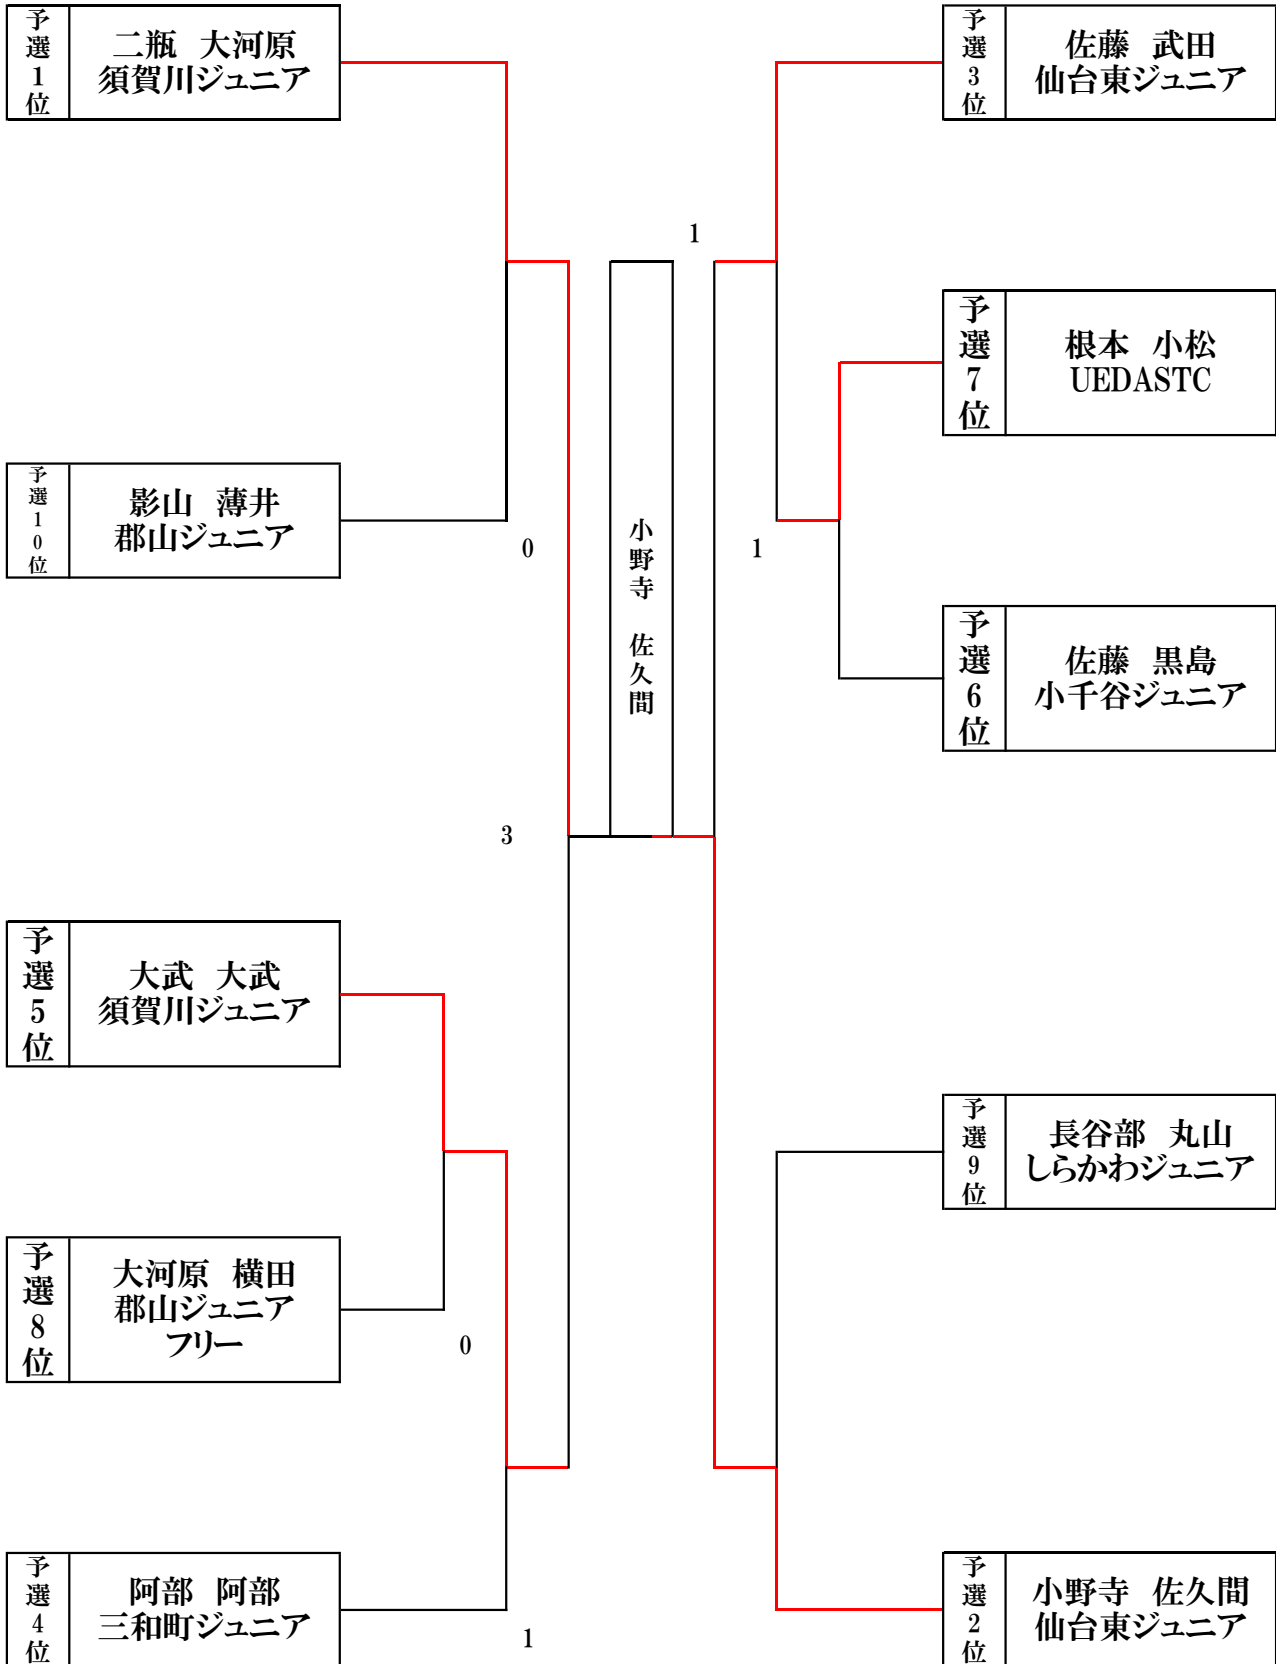 予選1位
二瓶 大河原
須賀川ジュニア
予選10位
影山 薄井
郡山ジュニア
0
3
予選5位
大武 大武
須賀川ジュニア
予選8位
大河原 横田
郡山ジュニア
フリー
0
予選4位
阿部 阿部
三和町ジュニア
1
小野寺 佐久間
予選3位
佐藤 武田
仙台東ジュニア
1
予選7位
根本 小松
UEDASTC
1
予選6位
佐藤 黒島
小千谷ジュニア
予選9位
長谷部 丸山
しらかわジュニア
予選2位
小野寺 佐久間
仙台東ジュニア